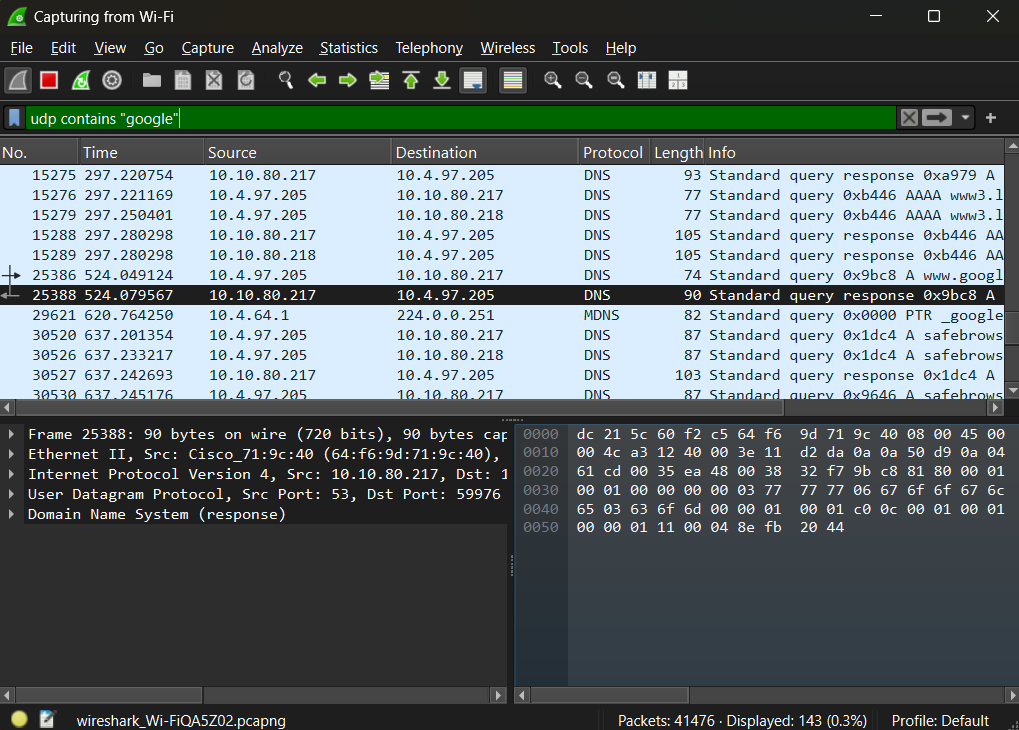 Capturing from Wi-Fi
File Edit View Go Capture Analyze Statistics Telephony Wireless Tools Help
udp contains "google"
No. Time Source Destination Protocol Length Info
15275 297.220754 10.10.80.217 10.4.97.205 DNS 93 Standard query response 0xa979 A
15276 297.221169 10.4.97.205 10.10.80.217 DNS 77 Standard query 0xb446 AAAA www3.l
15279 297.250401 10.4.97.205 10.10.80.218 DNS 77 Standard query 0xb446 AAAA www3.l
15288 297.280298 10.10.80.217 10.4.97.205 DNS 105 Standard query response 0xb446 AA
15289 297.280298 10.10.80.218 10.4.97.205 DNS 105 Standard query response 0xb446 AA
25386 524.049124 10.4.97.205 10.10.80.217 DNS 74 Standard query 0x9bc8 A www.googl
25388 524.079567 10.10.80.217 10.4.97.205 DNS 90 Standard query response 0x9bc8 A
29621 620.764250 10.4.64.1 224.0.0.251 MDNS 82 Standard query 0x0000 PTR _google
30520 637.201354 10.4.97.205 10.10.80.217 DNS 87 Standard query 0x1dc4 A safebrows
30526 637.233217 10.4.97.205 10.10.80.218 DNS 87 Standard query 0x1dc4 A safebrows
30527 637.242693 10.10.80.217 10.4.97.205 DNS 103 Standard query response 0x1dc4 A
30530 637.245176 10.4.97.205 10.10.80.217 DNS 87 Standard query 0x9646 A safebrows
Frame 25388: 90 bytes on wire (720 bits), 90 bytes cap
Ethernet II, Src: Cisco_71:9c:40 (64:f6:9d:71:9c:40),
Internet Protocol Version 4, Src: 10.10.80.217, Dst: 1
User Datagram Protocol, Src Port: 53, Dst Port: 59976
Domain Name System (response)
0000 dc 21 5c 60 f2 c5 64 f6 9d 71 9c 40 08 00 45 00
0010 00 4c a3 12 40 00 3e 11 d2 da 0a 0a 50 d9 0a 04
0020 61 cd 00 35 ea 48 00 38 32 f7 9b c8 81 80 00 01
0030 00 01 00 00 00 00 03 77 77 77 06 67 6f 6f 67 6c
0040 65 03 63 6f 6d 00 00 01 00 01 c0 0c 00 01 00 01
0050 00 00 01 11 00 04 8e fb 20 44
wireshark_Wi-FiQA5Z02.pcapng Packets: 41476 · Displayed: 143 (0.3%) Profile: Default